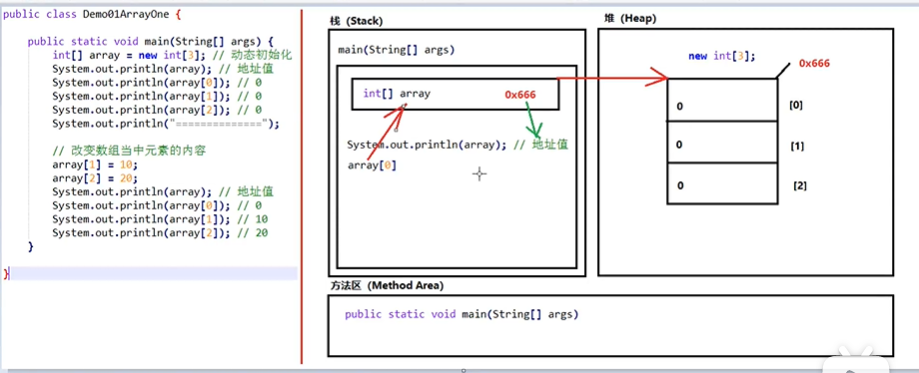 public class Demo01ArrayOne {
public static void main(String[] args) {
int[] array = new int[3]; // 动态初始化
System.out.println(array); // 地址值
System.out.println(array[0]); // 0
System.out.println(array[1]); // 0
System.out.println(array[2]); // 0
System.out.println("==============");
// 改变数组当中元素的内容
array[1] = 10;
array[2] = 20;
System.out.println(array); // 地址值
System.out.println(array[0]); // 0
System.out.println(array[1]); // 10
System.out.println(array[2]); // 20
}
}
栈 (Stack)
main(String[] args)
int[] array 0x666
System.out.println(array); // 地址值
array[0]
堆 (Heap)
new int[3];
0x666
0 [0]
0 [1]
0 [2]
方法区 (Method Area)
public static void main(String[] args)